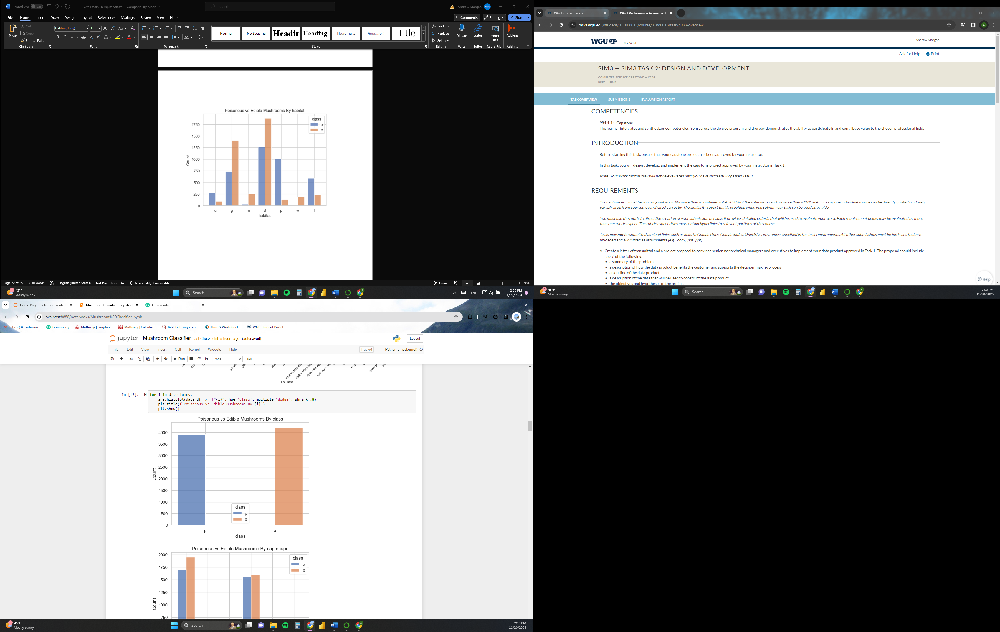 AutoSave Off C964 task 2 template.docx - Compatibility Mode Search Andrew Morgan AM
File Home Insert Draw Design Layout References Mailings Review View Help Comments Editing Share
Paste Cut Copy Format Painter Calibri (Body) 11 Normal No Spacing Headin Heading Heading 3 Heading 4 Title Find Replace Select Dictate Editor Reuse Files Add-ins
Clipboard Font Paragraph Styles Editing Voice Editor Reuse Files Add-ins
Poisonous vs Edible Mushrooms By habitat
class
p
e
1750
1500
1250
1000
750
500
250
0
Count
u g m d p w l
habitat
Page 22 of 25 3030 words English (United States) Text Predictions: On Accessibility: Unavailable Focus 95%
45°F
Mostly sunny
Search
ENG
2:00 PM
11/20/2023
WGU Student Portal WGU Performance Assessment
tasks.wgu.edu/student/011068619/course/31880018/task/4083/overview
WGU MY WGU Andrew Morgan
Ask for Help Print
SIM3 — SIM3 TASK 2: DESIGN AND DEVELOPMENT
COMPUTER SCIENCE CAPSTONE — C964
PRFA — SIM3
TASK OVERVIEW SUBMISSIONS EVALUATION REPORT
COMPETENCIES
981.1.1 : Capstone
The learner integrates and synthesizes competencies from across the degree program and thereby demonstrates the ability to participate in and contribute value to the chosen professional field.
INTRODUCTION
Before starting this task, ensure that your capstone project has been approved by your instructor.
In this task, you will design, develop, and implement the capstone project approved by your instructor in Task 1.
Note: Your work for this task will not be evaluated until you have successfully passed Task 1.
REQUIREMENTS
Your submission must be your original work. No more than a combined total of 30% of the submission and no more than a 10% match to any one individual source can be directly quoted or closely
paraphrased from sources, even if cited correctly. The similarity report that is provided when you submit your task can be used as a guide.
You must use the rubric to direct the creation of your submission because it provides detailed criteria that will be used to evaluate your work. Each requirement below may be evaluated by more
than one rubric aspect. The rubric aspect titles may contain hyperlinks to relevant portions of the course.
Tasks may not be submitted as cloud links, such as links to Google Docs, Google Slides, OneDrive, etc., unless specified in the task requirements. All other submissions must be file types that are
uploaded and submitted as attachments (e.g., .docx, .pdf, .ppt).
A. Create a letter of transmittal and a project proposal to convince senior, nontechnical managers and executives to implement your data product approved in Task 1. The proposal should include
each of the following:
• a summary of the problem
• a description of how the data product benefits the customer and supports the decision-making process
• an outline of the data product
• a description of the data that will be used to construct the data product
• the objectives and hypotheses of the project
Help
45°F
Mostly sunny
Search
2:00 PM
11/20/2023
Home Page - Select or create Mushroom Classifier - Jupyter Grammarly
localhost:8888/notebooks/Mushroom%20Classifier.ipynb
Inbox (3) - admsao... Grammarly Mathway | Graphin... Mathway | Calculus... BibleGateway.com:... Quiz & Worksheet... WGU Student Portal
jupyter Mushroom Classifier Last Checkpoint: 5 hours ago (autosaved) Logout
File Edit View Insert Cell Kernel Widgets Help Trusted Python 3 (ipykernel)
Run Code
Columns
In [13]: for i in df.columns:
sns.histplot(data=df, x= f"{i}", hue='class', multiple="dodge", shrink=.8)
plt.title(f'Poisonous vs Edible Mushrooms By {i}')
plt.show()
Poisonous vs Edible Mushrooms By class
4000
3500
3000
2500
2000
1500
1000
500
0
Count
class
p
e
p e
class
Poisonous vs Edible Mushrooms By cap-shape
class
p
e
2000
1750
1500
1250
1000
750
Count
45°F
Mostly sunny
Search
2:00 PM
11/20/2023